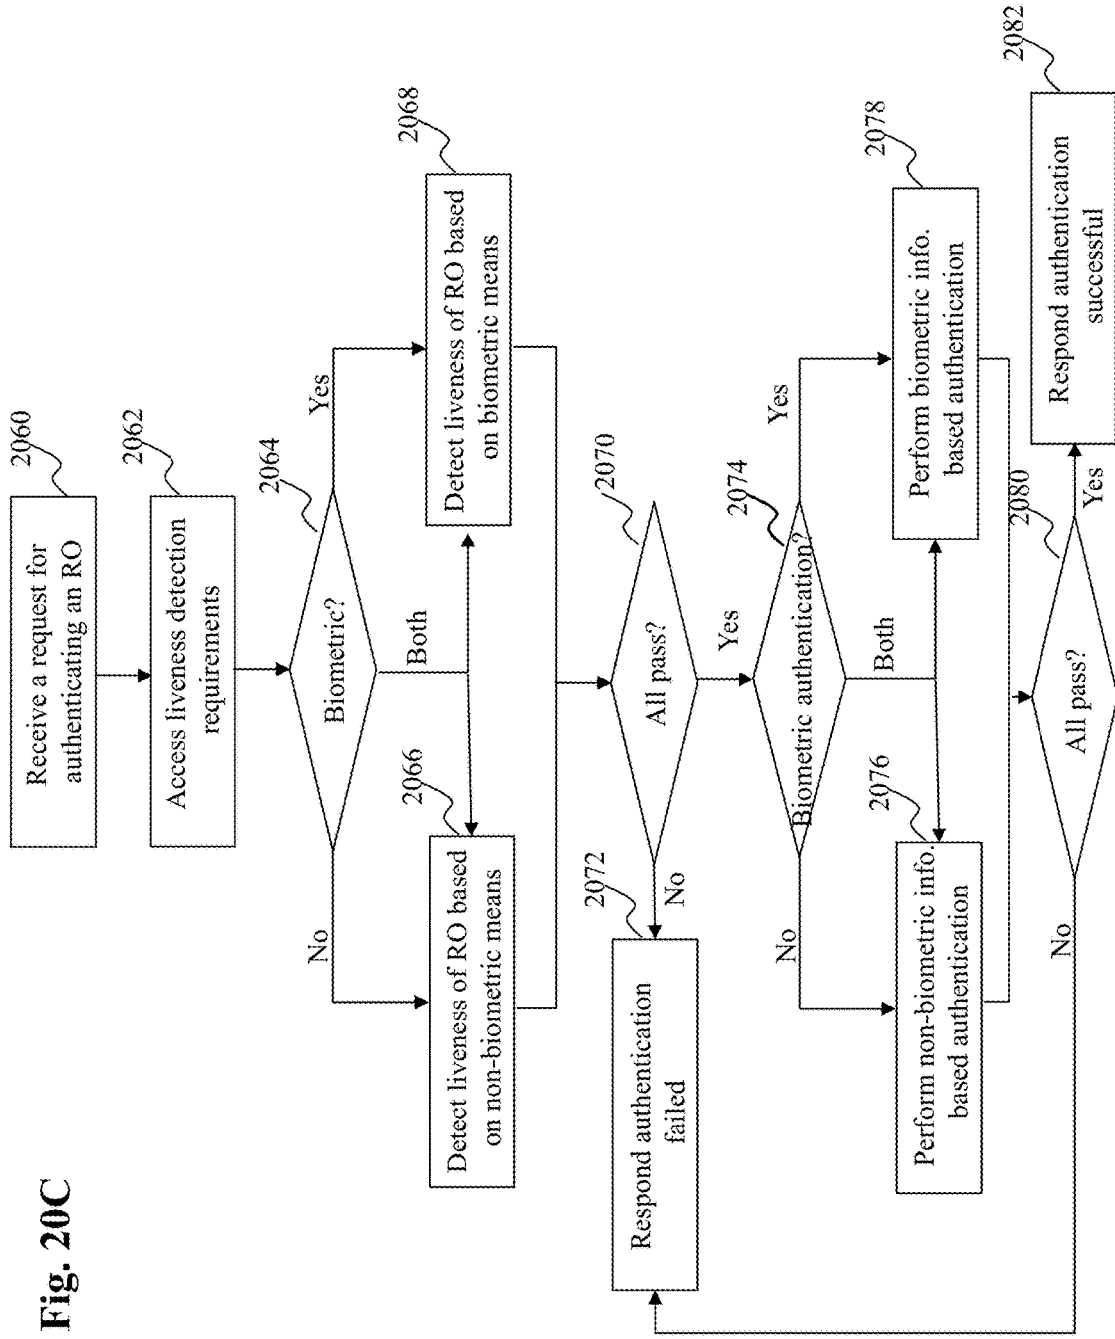 Fig. 20C
2060
Receive a request for
authenticating an RO
2062
Access liveness detection
requirements
2064
Biometric?
No
Both
Yes
2066
Detect liveness of RO based
on non-biometric means
2068
Detect liveness of RO based
on biometric means
2070
All pass?
No
Yes
2072
Respond authentication
failed
2074
Biometric authentication?
No
Both
Yes
2076
Perform non-biometric info.
based authentication
2078
Perform biometric info.
based authentication
2080
All pass?
No
Yes
2082
Respond authentication
successful